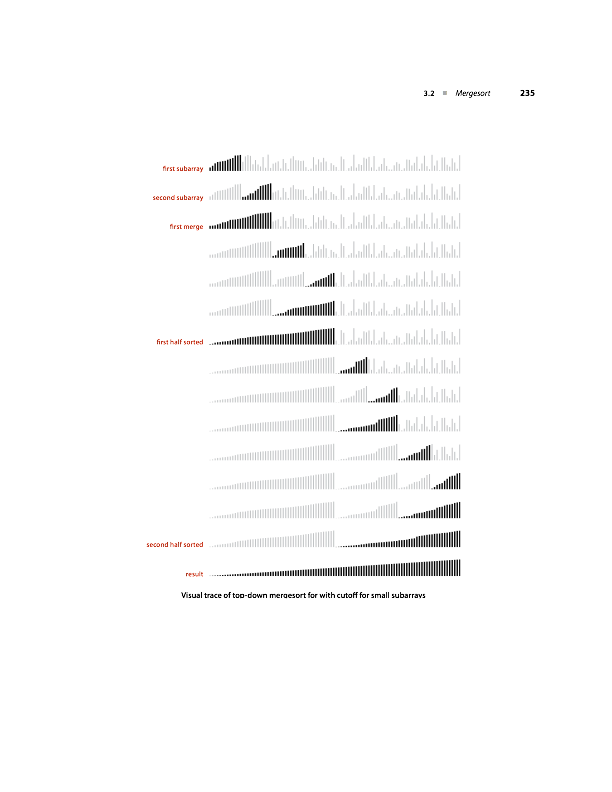 3.2 ■ Mergesort 235
first subarray
second subarray
first merge
first half sorted
second half sorted
result
Visual trace of top-down mergesort for with cutoff for small subarrays